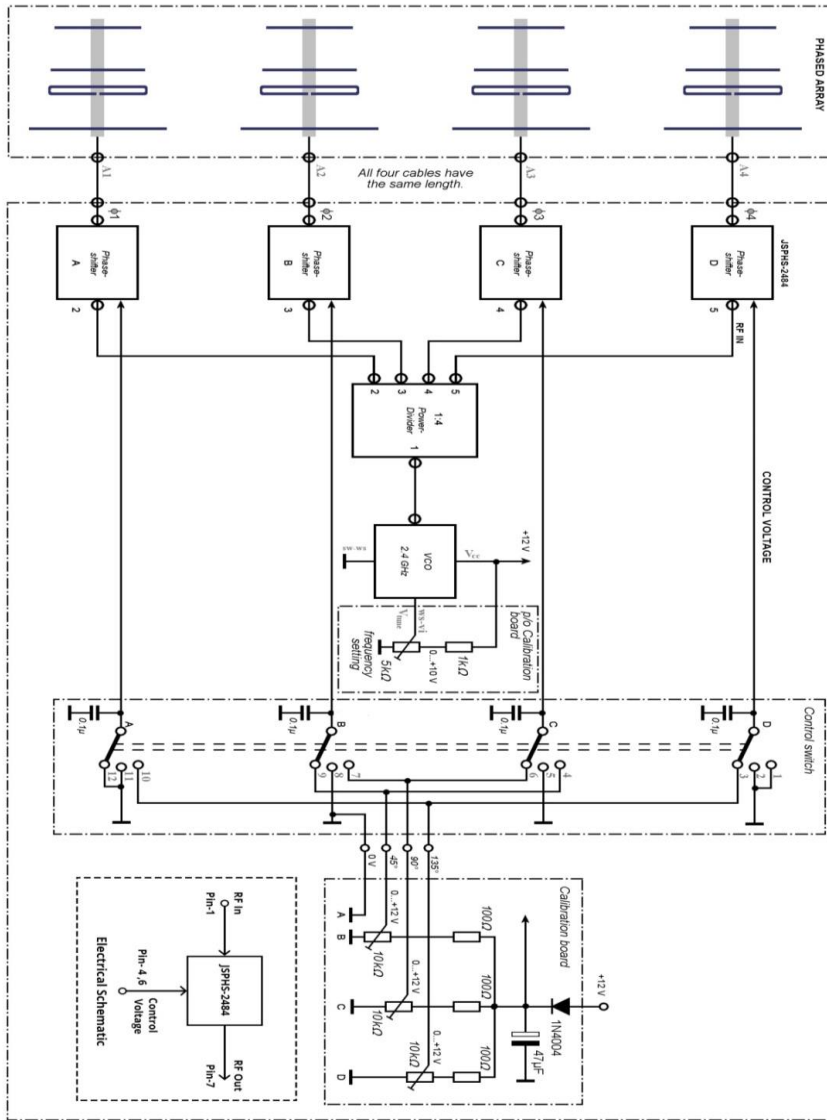 PHASED ARRAY
A1
A2
A3
A4
All four cables have
the same length.
ϕ1
ϕ2
ϕ3
ϕ4
JSPHS-2484
Phase-
shifter
A
Phase-
shifter
B
Phase-
shifter
C
Phase-
shifter
D
2
3
4
5
RF IN
2
3
4
5
1:4
Power-
Divider
1
CONTROL VOLTAGE
+12 V
VCO
2.4 GHz
Vcc
sw-ws
Vtune
ws-vi
p/o Calibration
board
1kΩ
0...+10 V
5kΩ
frequency
setting
Control switch
A
0.1µ
10
11
12
B
0.1µ
7
8
9
C
0.1µ
4
5
6
D
0.1µ
1
2
3
0 V
45°
90°
135°
Calibration board
+12 V
1N4004
47µF
100Ω
100Ω
100Ω
0...+12 V
0...+12 V
0...+12 V
10kΩ
10kΩ
10kΩ
A
B
C
D
RF In
Pin-1
JSPHS-2484
RF Out
Pin-7
Control
Voltage
Pin- 4,6
Electrical Schematic